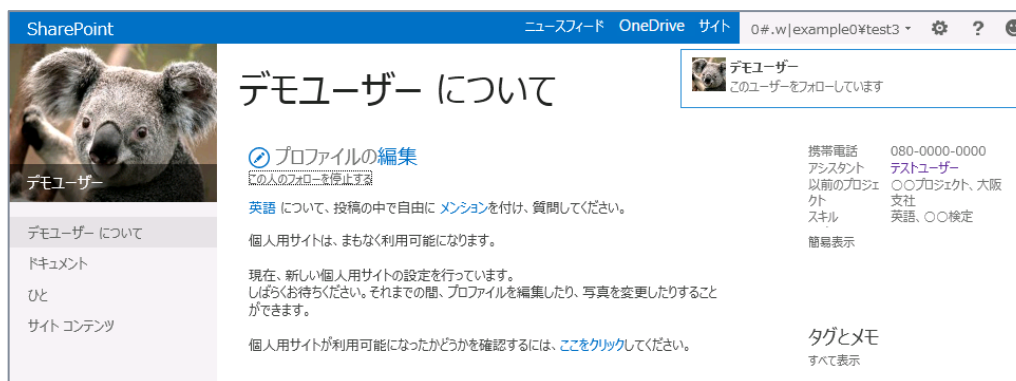 SharePoint
ニュースフィード OneDrive サイト 0#.w|example0¥test3
?
デモユーザー
このユーザーをフォローしています
デモユーザー について
デモユーザー
デモユーザー について
ドキュメント
ひと
サイト コンテンツ
プロファイルの編集
この人のフォローを停止する
英語 について、投稿の中で自由に メンションを付け、質問してください。
個人用サイトは、まもなく利用可能になります。
現在、新しい個人用サイトの設定を行っています。
しばらくお待ちください。それまでの間、プロファイルを編集したり、写真を変更したりすること
ができます。
個人用サイトが利用可能になったかどうかを確認するには、ここをクリックしてください。
携帯電話 080-0000-0000
アシスタント テストユーザー
以前のプロジェ 〇〇プロジェクト、大阪
クト 支社
スキル 英語、〇〇検定
簡易表示
タグとメモ
すべて表示